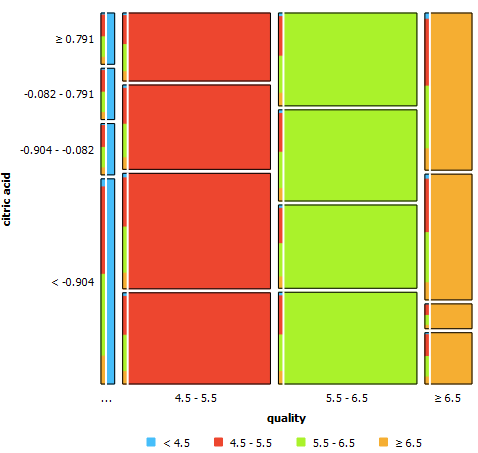 ≥ 0.791
-0.082 - 0.791
-0.904 - -0.082
citric acid
< -0.904
... 4.5 - 5.5 5.5 - 6.5 ≥ 6.5
quality
< 4.5 4.5 - 5.5 5.5 - 6.5 ≥ 6.5